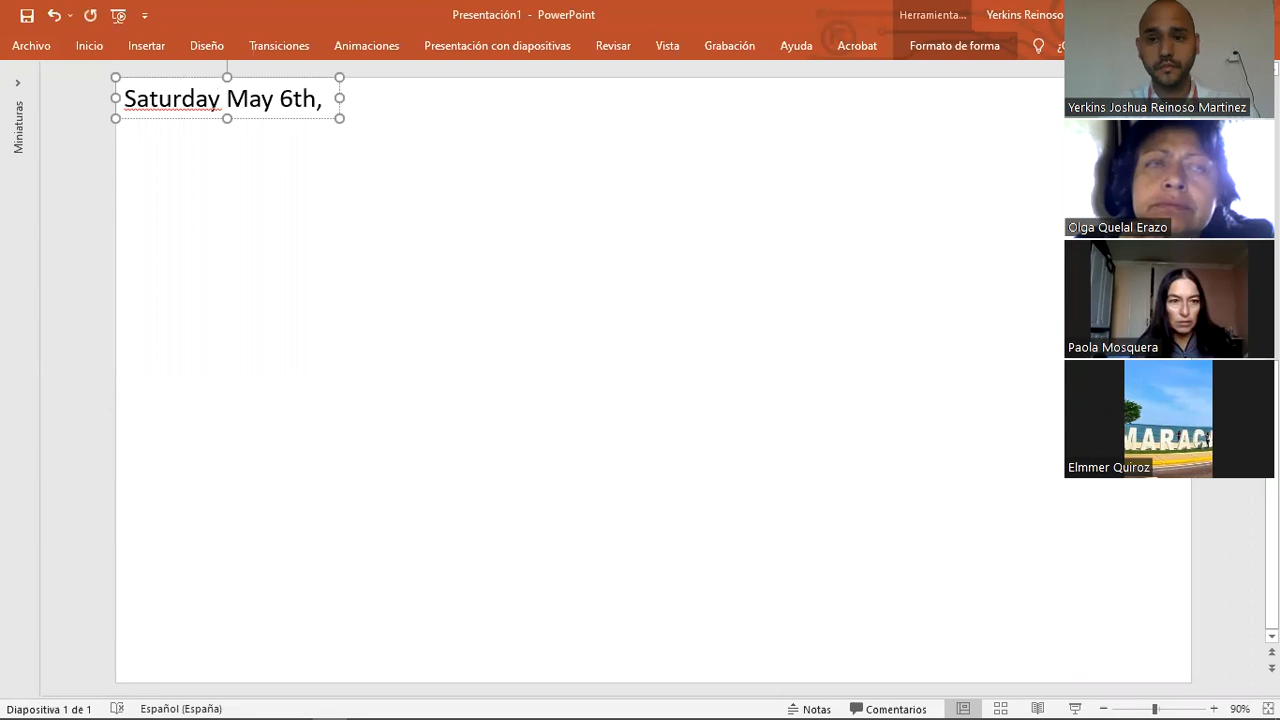 Presentación1 - PowerPoint
Herramienta...
Yerkins Reinoso
Archivo
Inicio
Insertar
Diseño
Transiciones
Animaciones
Presentación con diapositivas
Revisar
Vista
Grabación
Ayuda
Acrobat
Formato de forma
Miniaturas
Saturday May 6th,
Yerkins Joshua Reinoso Martinez
Olga Quelal Erazo
Paola Mosquera
MARAC
Elmmer Quiroz
Diapositiva 1 de 1
Español (España)
Notas
Comentarios
90%